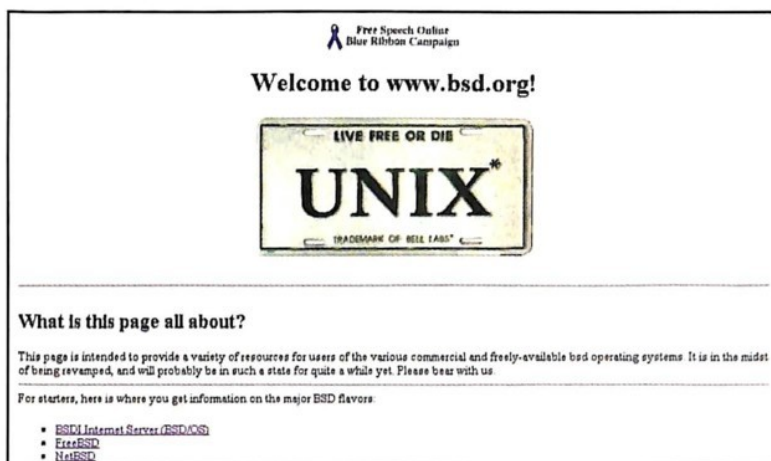 Free Speech Online
Blue Ribbon Campaign
Welcome to www.bsd.org!
LIVE FREE OR DIE
UNIX*
TRADEMARK OF BELL LABS*
What is this page all about?
This page is intended to provide a variety of resources for users of the various commercial and freely-available bsd operating systems. It is in the midst
of being revamped, and will probably be in such a state for quite a while yet. Please bear with us.
For starters, here is where you get information on the major BSD flavors:
BSDI Internet Server (BSD/OS)
FreeBSD
NetBSD